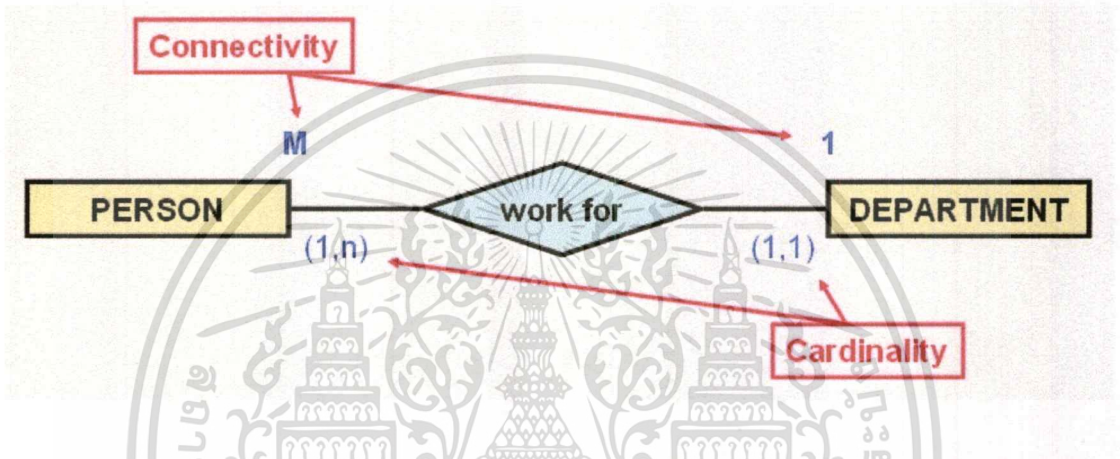 Connectivity
M 1
PERSON work for DEPARTMENT
(1,n) (1,1)
Cardinality